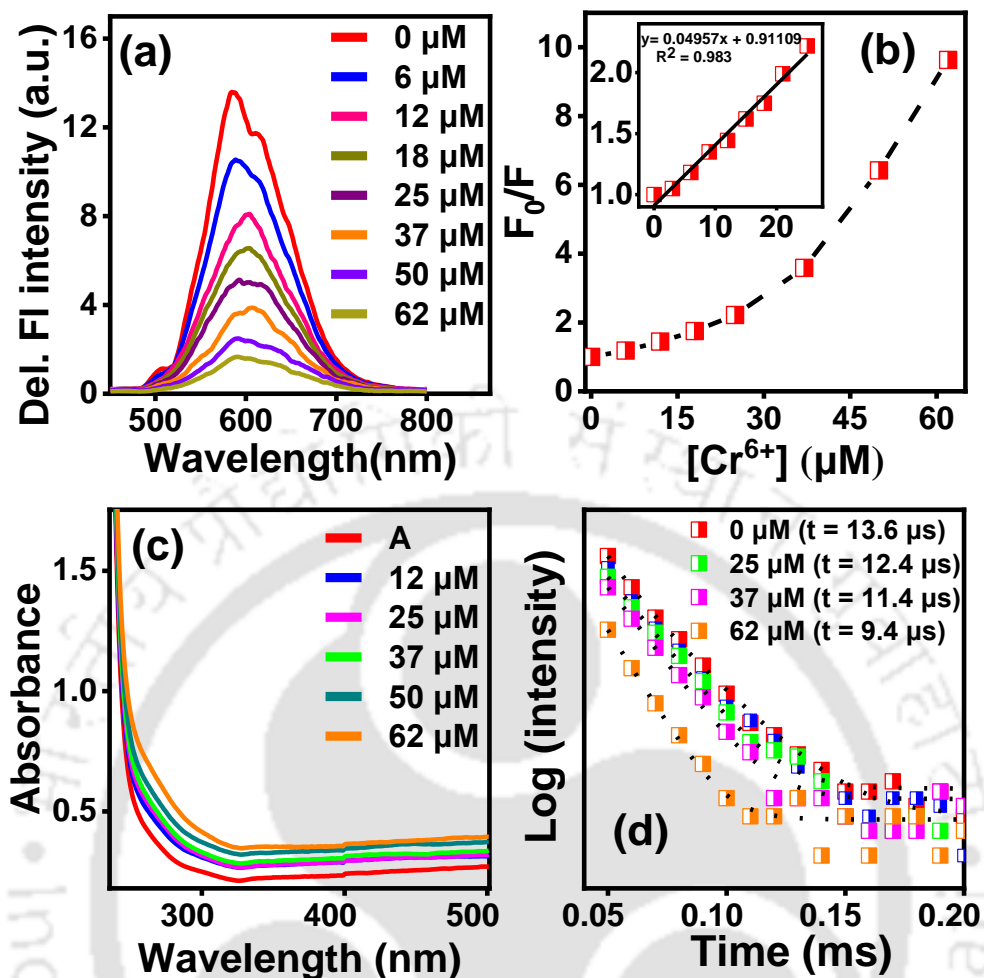 (a)
0 μM
6 μM
12 μM
18 μM
25 μM
37 μM
50 μM
62 μM
Del. Fl intensity (a.u.)
15
12
8
4
0
500 600 700 800
Wavelength(nm)
(b)
y= 0.04957x + 0.91109
R² = 0.983
2.0
1.5
1.0
0 10 20
F₀/F
10
8
6
4
2
0
0 15 30 45 60
[Cr⁶⁺] (μM)
(c)
A
12 μM
25 μM
37 μM
50 μM
62 μM
Absorbance
1.5
1.0
0.5
300 400 500
Wavelength (nm)
0 μM (t = 13.6 μs)
25 μM (t = 12.4 μs)
37 μM (t = 11.4 μs)
62 μM (t = 9.4 μs)
(d)
Log (intensity)
0.05 0.10 0.15 0.20
Time (ms)